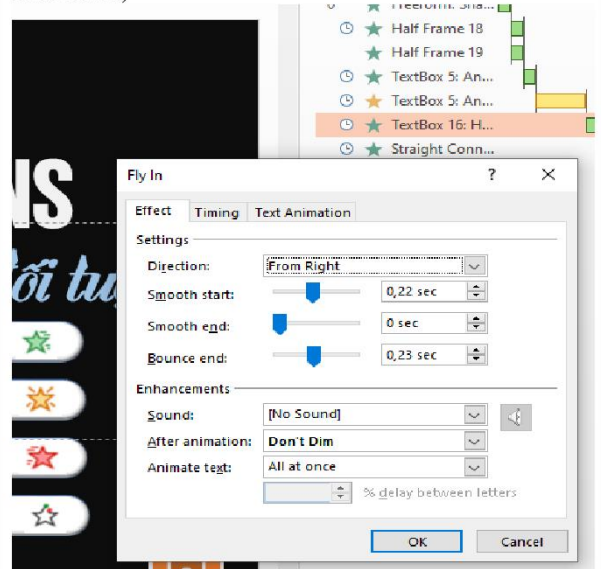 Half Frame 18
Half Frame 19
TextBox 5: An...
TextBox 5: An...
TextBox 16: H...
Straight Conn...
NS
ối tư
Fly In ? ×
Effect Timing Text Animation
Settings
Direction: From Right
Smooth start: 0,22 sec
Smooth end: 0 sec
Bounce end: 0,23 sec
Enhancements
Sound: [No Sound]
After animation: Don't Dim
Animate text: All at once
% delay between letters
OK Cancel